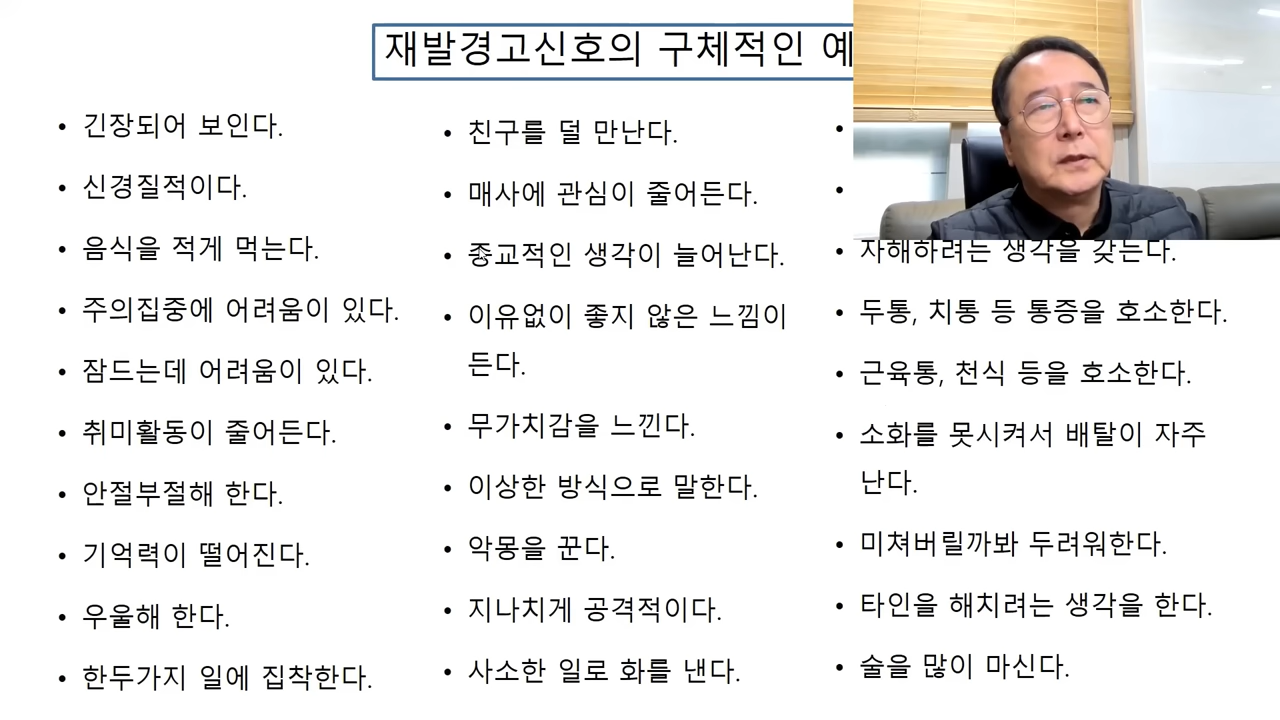 재발경고신호의 구체적인 예
긴장되어 보인다.
신경질적이다.
음식을 적게 먹는다.
주의집중에 어려움이 있다.
잠드는데 어려움이 있다.
취미활동이 줄어든다.
안절부절해 한다.
기억력이 떨어진다.
우울해 한다.
한두가지 일에 집착한다.
친구를 덜 만난다.
매사에 관심이 줄어든다.
종교적인 생각이 늘어난다.
이유없이 좋지 않은 느낌이
든다.
무가치감을 느낀다.
이상한 방식으로 말한다.
악몽을 꾼다.
지나치게 공격적이다.
사소한 일로 화를 낸다.
자해하려는 생각을 갖는다.
두통, 치통 등 통증을 호소한다.
근육통, 천식 등을 호소한다.
소화를 못시켜서 배탈이 자주
난다.
미쳐버릴까봐 두려워한다.
타인을 해치려는 생각을 한다.
술을 많이 마신다.